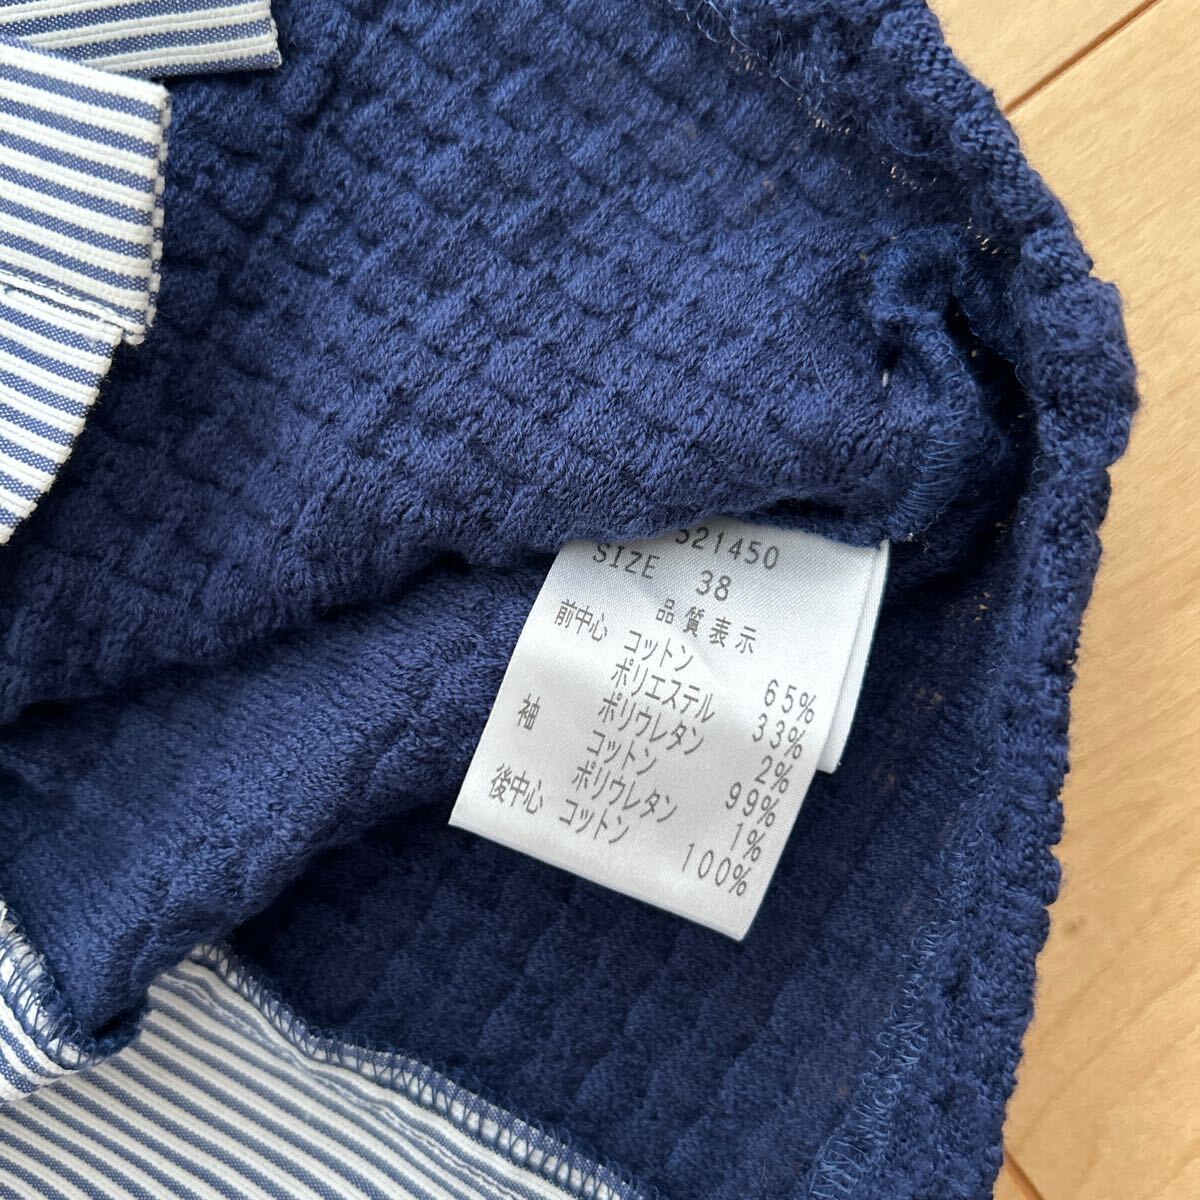 521450
SIZE 38
品質表示
前中心 コットン 65%
ポリエステル 33%
ポリウレタン 2%
袖 コットン 99%
ポリウレタン 1%
後中心 コットン 100%